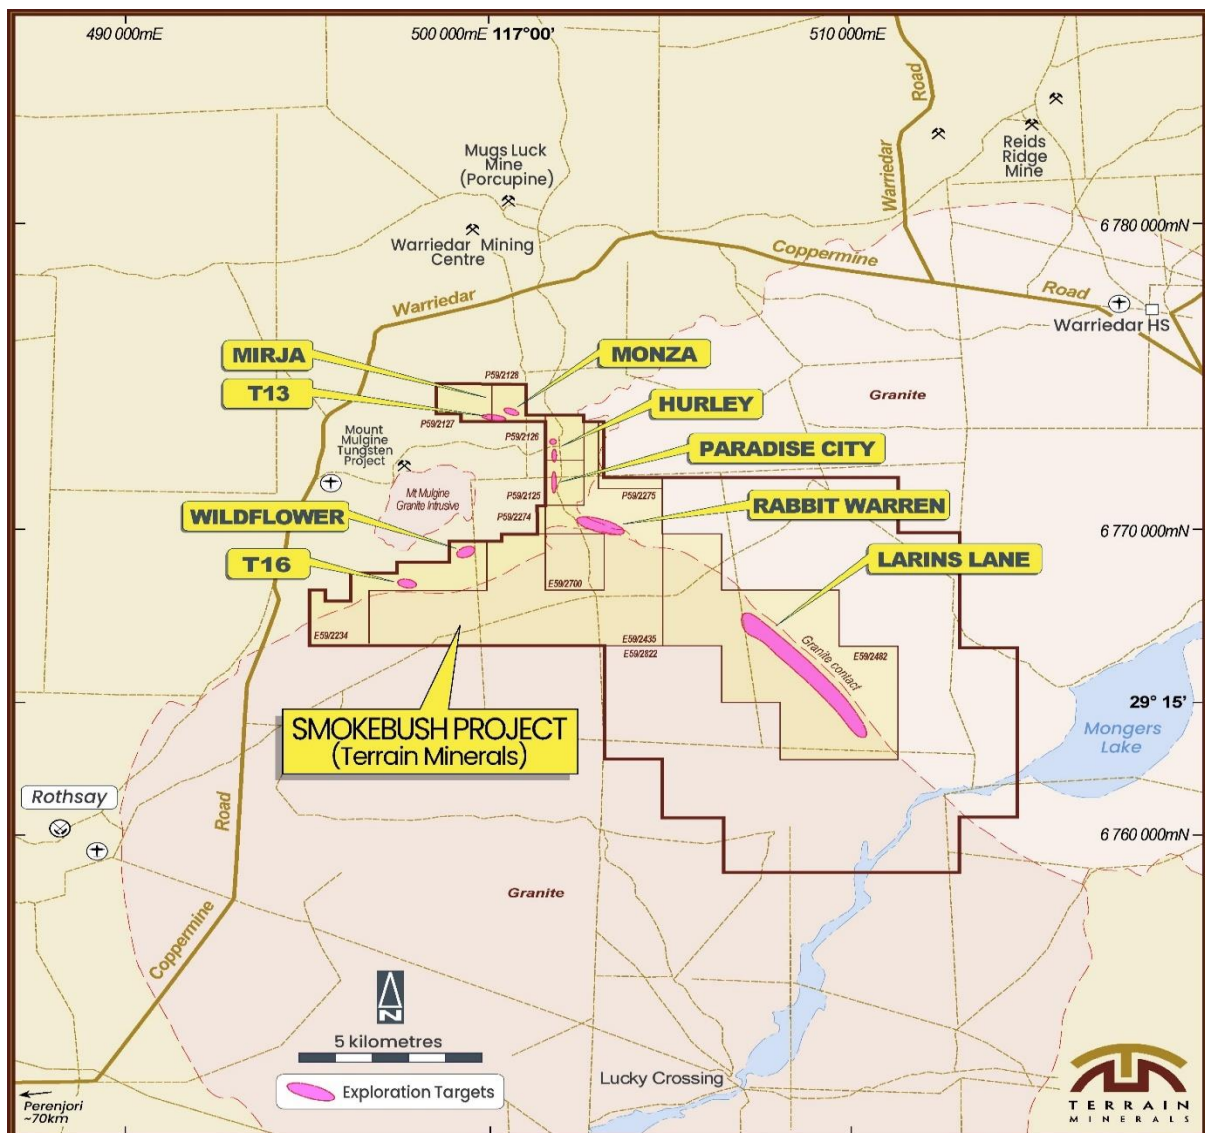 490 000mE
500 000mE 117°00'
510 000mE
Road
Warriedar
Mugs Luck
Mine
(Porcupine)
Reids
Ridge
Mine
Warriedar Mining
Centre
6 780 000mN
Coppermine
Road
Warriedar
Warriedar HS
MIRJA
MONZA
P59/2128
T13
HURLEY
Granite
P59/2127
P59/2126
Mount
Mulgine
Tungsten
Project
PARADISE CITY
Mt Mulgine
Granite Intrusive
P59/2125
P59/2275
WILDFLOWER
P59/2274
RABBIT WARREN
6 770 000mN
T16
LARINS LANE
E59/2700
E59/2234
E59/2435
E59/2822
Granite contact
E59/2482
SMOKEBUSH PROJECT
(Terrain Minerals)
29° 15'
Mongers
Lake
Rothsay
Road
6 760 000mN
Granite
Coppermine
N
5 kilometres
Exploration Targets
Lucky Crossing
Perenjori
~70km
TERRAIN
MINERALS